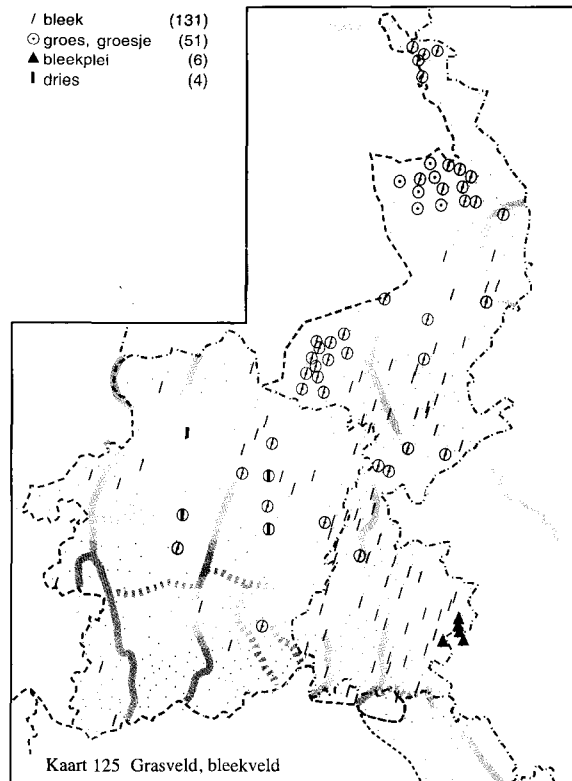 bleek (131)
groes, groesje (51)
bleekplei (6)
dries (4)
Kaart 125 Grasveld, bleekveld